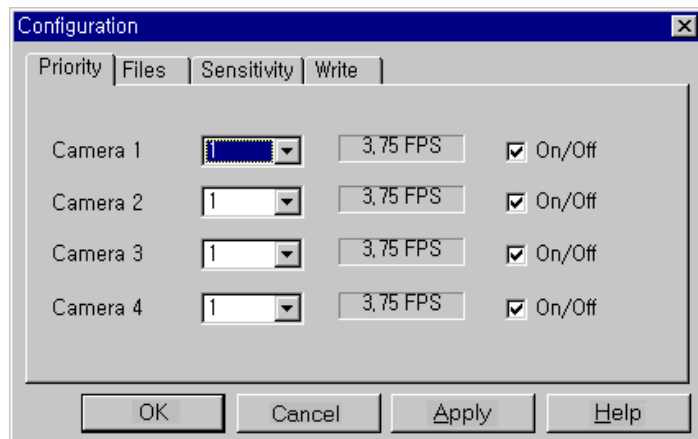 Configuration
Priority Files Sensitivity Write
Camera 1 1 3,75 FPS On/Off
Camera 2 1 3,75 FPS On/Off
Camera 3 1 3,75 FPS On/Off
Camera 4 1 3,75 FPS On/Off
OK Cancel Apply Help